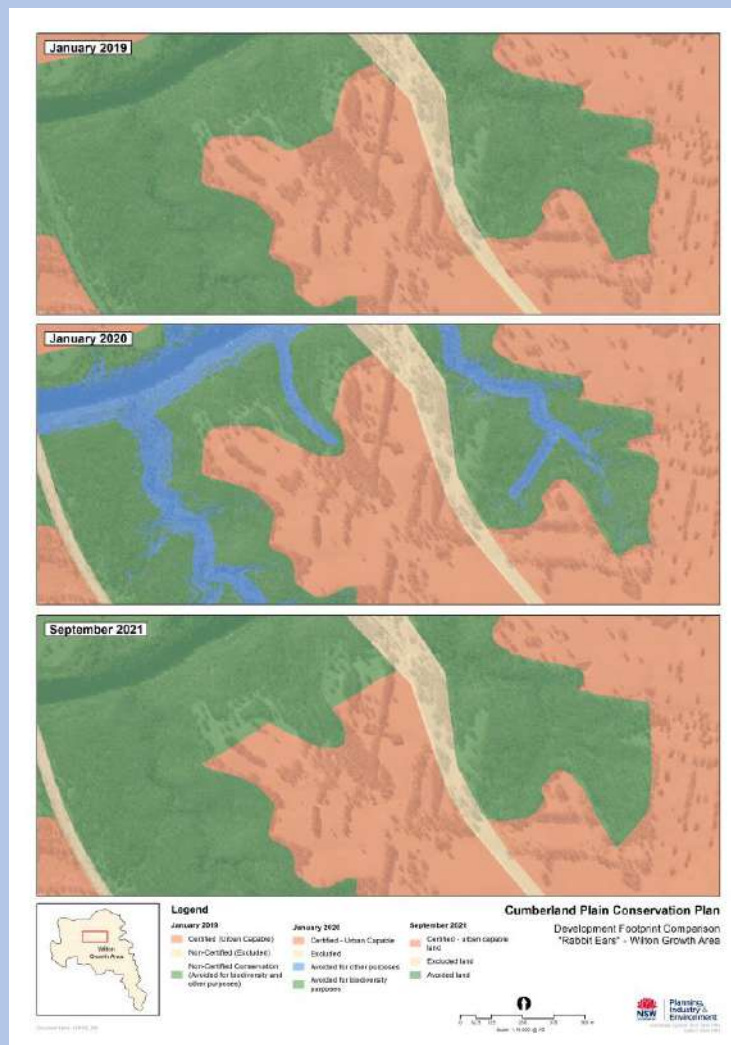 January 2019
January 2020
September 2021
Wilton
Growth Area
Legend
January 2019
Certified (Urban Capable)
Non-Certified (Excluded)
Non-Certified Conservation
(Avoided for biodiversity and
other purposes)
January 2020
Certified - Urban Capable
Excluded
Avoided for other purposes
Avoided for biodiversity
purposes
September 2021
Certified - urban capable
land
Excluded land
Avoided land
Cumberland Plain Conservation Plan
Development Footprint Comparison
"Rabbit Ears" - Wilton Growth Area
NSW
GOVERNMENT
Planning,
Industry &
Environment